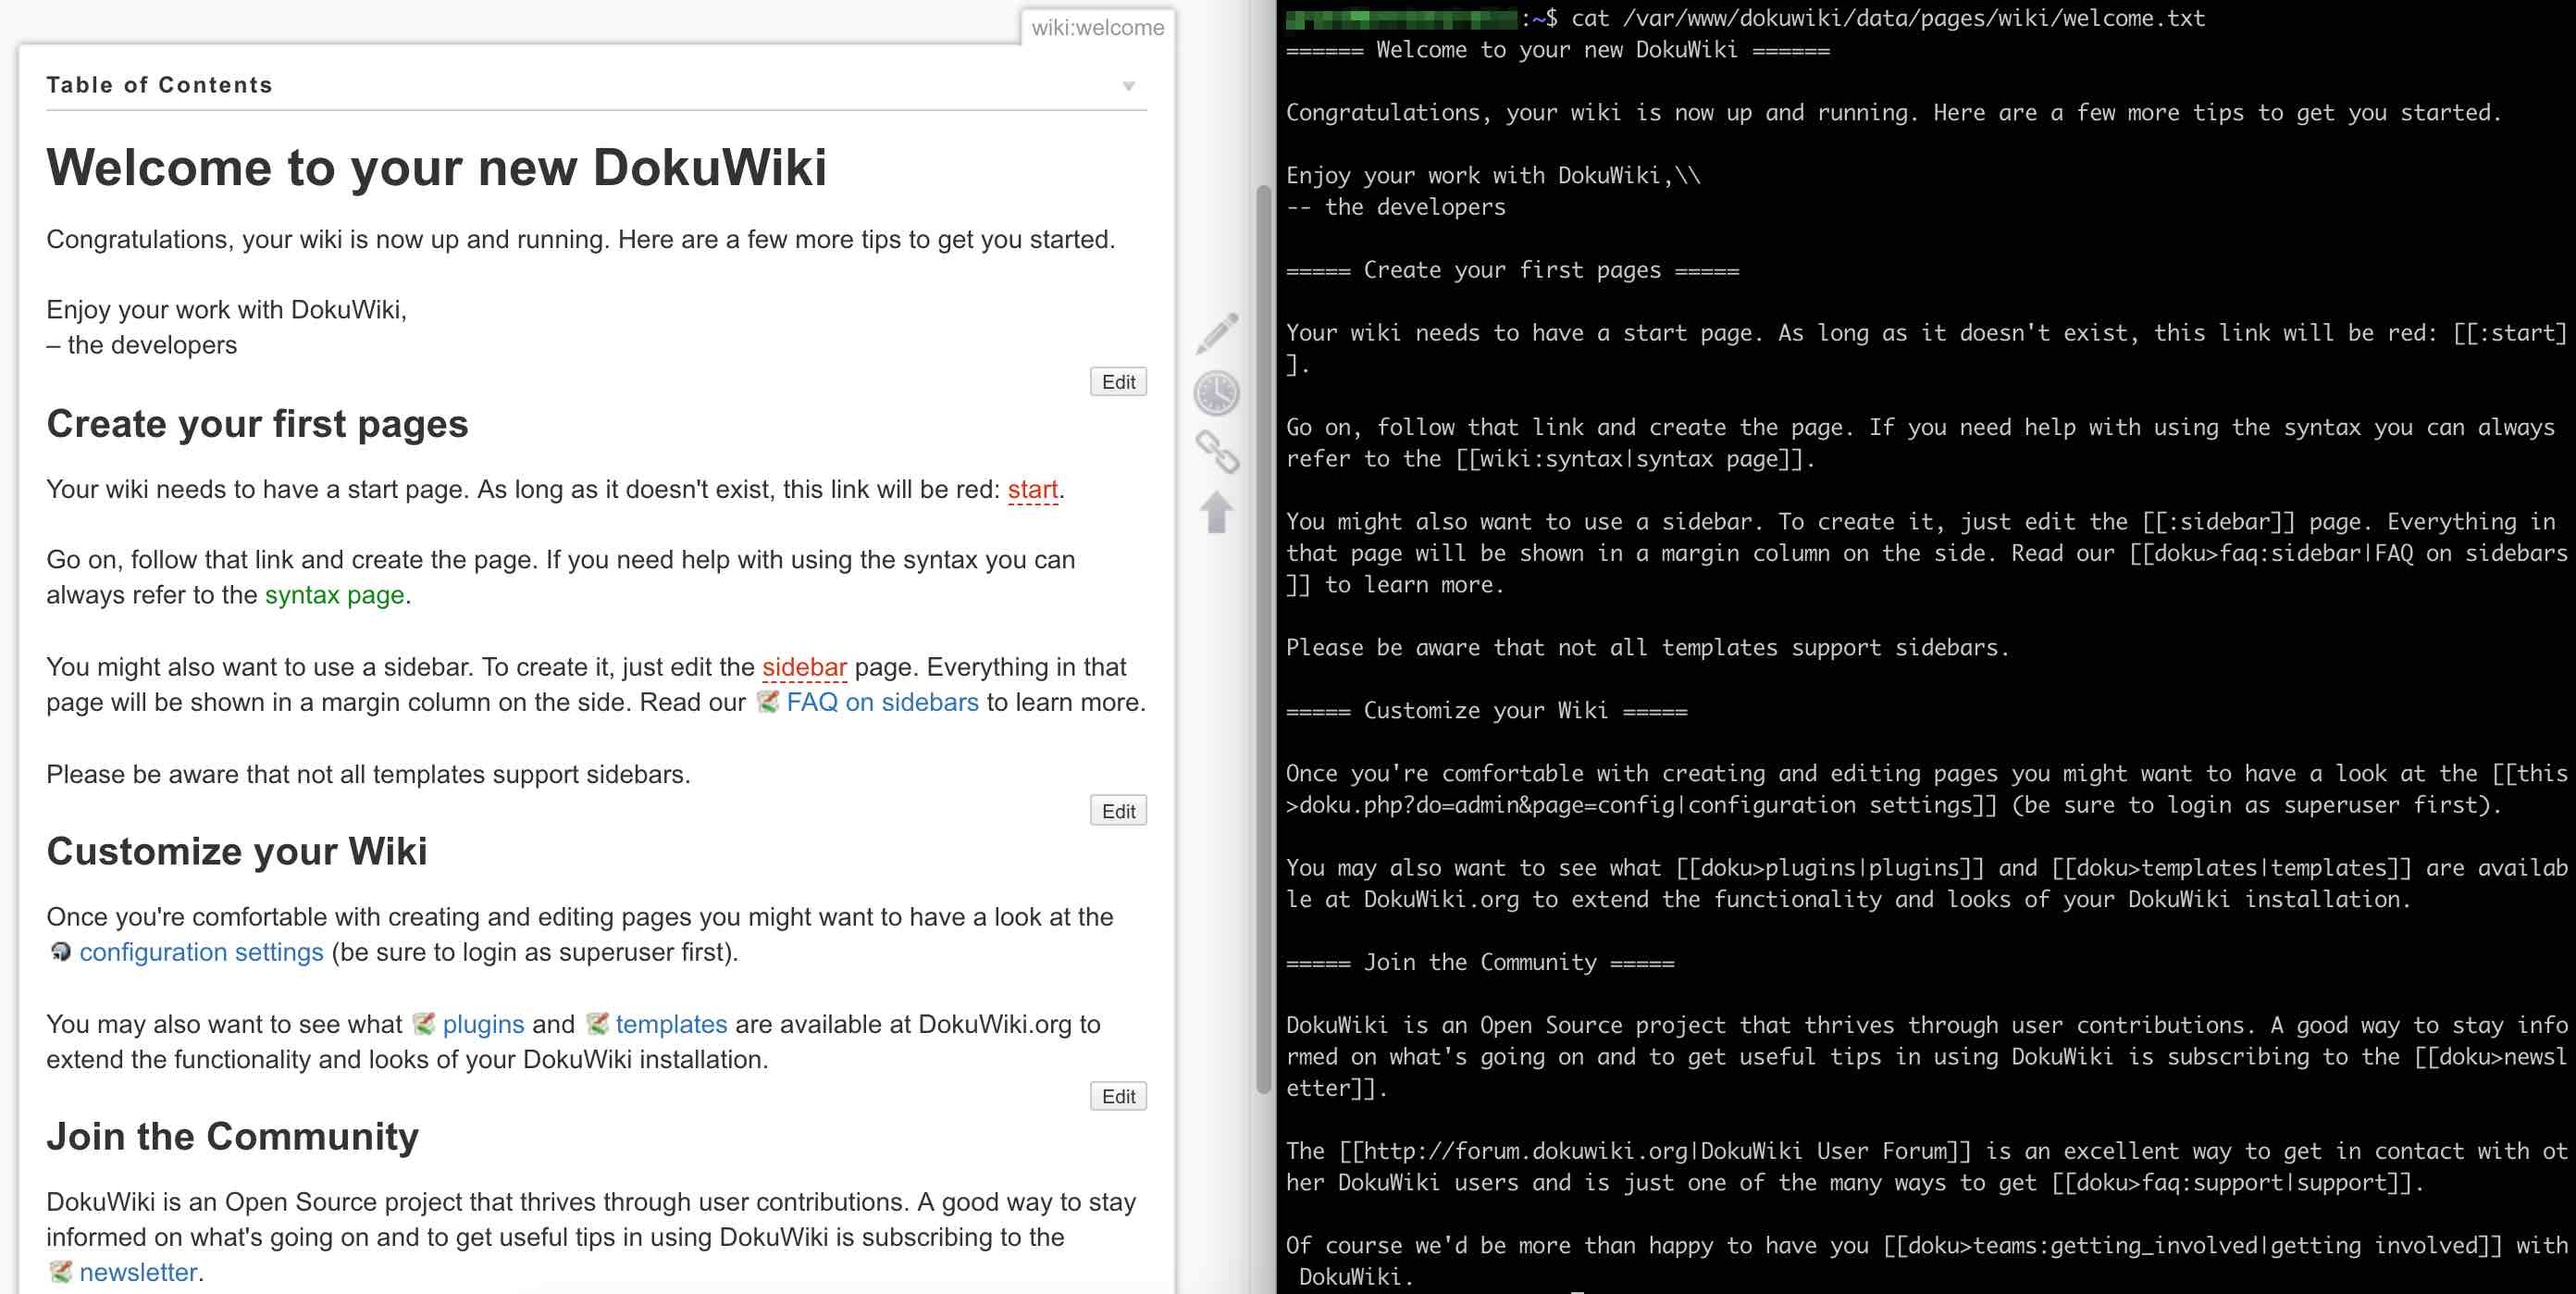 wiki:welcome
Table of Contents
Welcome to your new DokuWiki
Congratulations, your wiki is now up and running. Here are a few more tips to get you started.
Enjoy your work with DokuWiki,
– the developers
Edit
Create your first pages
Your wiki needs to have a start page. As long as it doesn't exist, this link will be red: start.
Go on, follow that link and create the page. If you need help with using the syntax you can
always refer to the syntax page.
You might also want to use a sidebar. To create it, just edit the sidebar page. Everything in that
page will be shown in a margin column on the side. Read our FAQ on sidebars to learn more.
Please be aware that not all templates support sidebars.
Edit
Customize your Wiki
Once you're comfortable with creating and editing pages you might want to have a look at the
configuration settings (be sure to login as superuser first).
You may also want to see what plugins and templates are available at DokuWiki.org to
extend the functionality and looks of your DokuWiki installation.
Edit
Join the Community
DokuWiki is an Open Source project that thrives through user contributions. A good way to stay
informed on what's going on and to get useful tips in using DokuWiki is subscribing to the
newsletter.
:~$ cat /var/www/dokuwiki/data/pages/wiki/welcome.txt
====== Welcome to your new DokuWiki ======
Congratulations, your wiki is now up and running. Here are a few more tips to get you started.
Enjoy your work with DokuWiki,\\
-- the developers
===== Create your first pages =====
Your wiki needs to have a start page. As long as it doesn't exist, this link will be red: [[:start]
].
Go on, follow that link and create the page. If you need help with using the syntax you can always
refer to the [[wiki:syntax|syntax page]].
You might also want to use a sidebar. To create it, just edit the [[:sidebar]] page. Everything in
that page will be shown in a margin column on the side. Read our [[doku>faq:sidebar|FAQ on sidebars
]] to learn more.
Please be aware that not all templates support sidebars.
===== Customize your Wiki =====
Once you're comfortable with creating and editing pages you might want to have a look at the [[this
>doku.php?do=admin&page=config|configuration settings]] (be sure to login as superuser first).
You may also want to see what [[doku>plugins|plugins]] and [[doku>templates|templates]] are availab
le at DokuWiki.org to extend the functionality and looks of your DokuWiki installation.
===== Join the Community =====
DokuWiki is an Open Source project that thrives through user contributions. A good way to stay info
rmed on what's going on and to get useful tips in using DokuWiki is subscribing to the [[doku>newsl
etter]].
The [[http://forum.dokuwiki.org|DokuWiki User Forum]] is an excellent way to get in contact with ot
her DokuWiki users and is just one of the many ways to get [[doku>faq:support|support]].
Of course we'd be more than happy to have you [[doku>teams:getting_involved|getting involved]] with
DokuWiki.